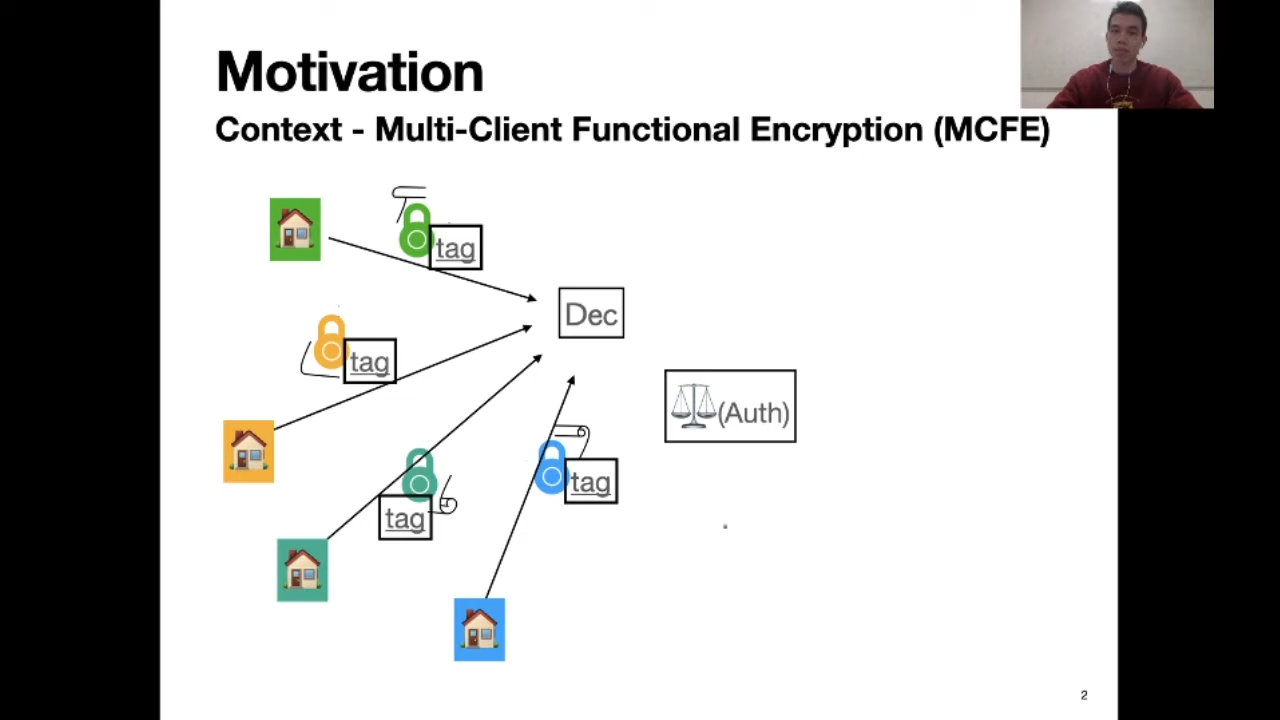 Motivation
Context - Multi-Client Functional Encryption (MCFE)
tag
Dec
tag
(Auth)
tag
tag
2